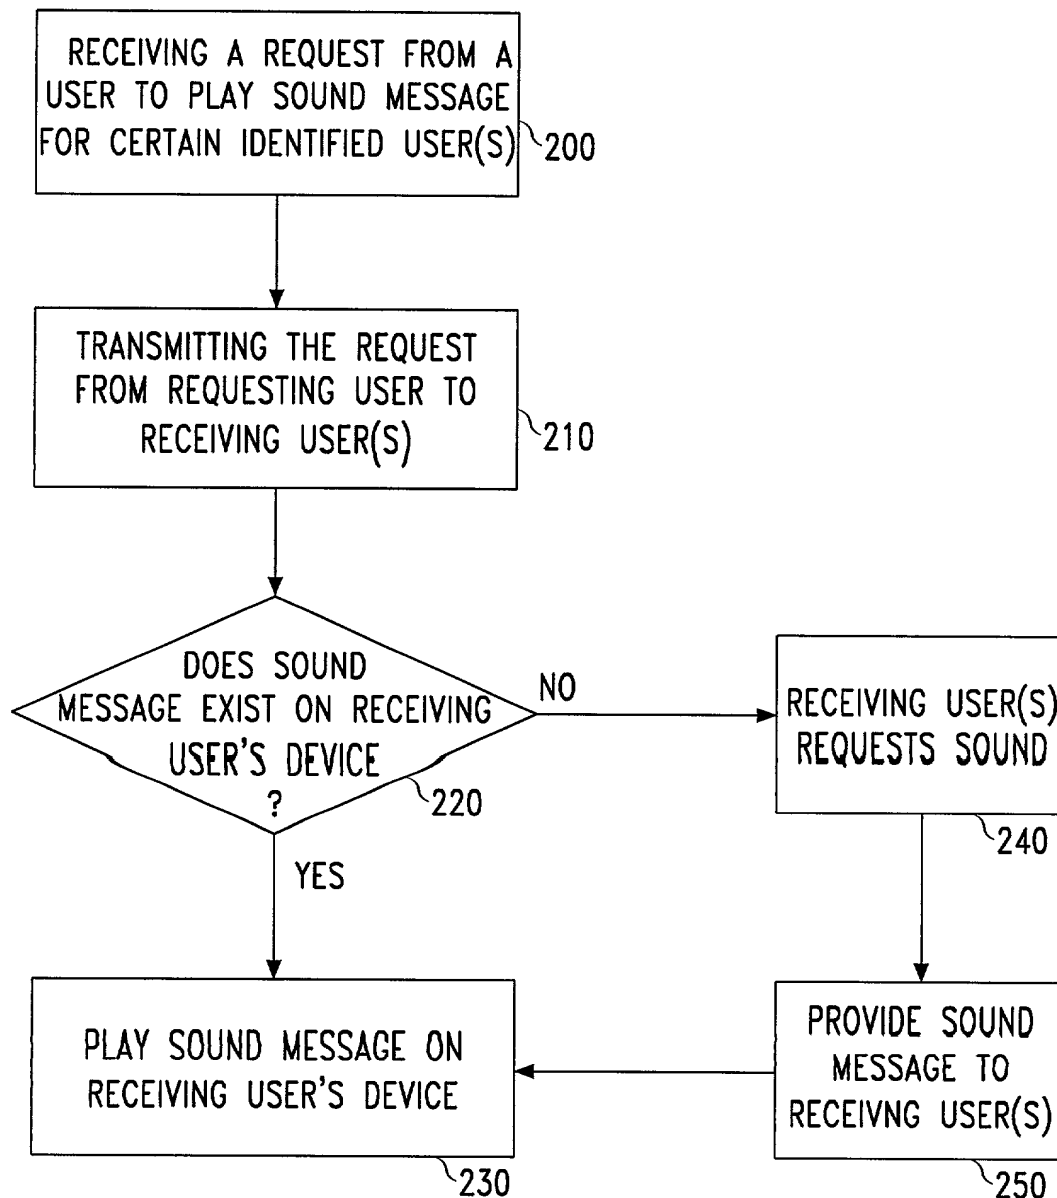 RECEIVING A REQUEST FROM A
USER TO PLAY SOUND MESSAGE
FOR CERTAIN IDENTIFIED USER(S)
200
TRANSMITTING THE REQUEST
FROM REQUESTING USER TO
RECEIVING USER(S)
210
DOES SOUND
MESSAGE EXIST ON RECEIVING
USER'S DEVICE
?
220
NO
RECEIVING USER(S)
REQUESTS SOUND
240
YES
PLAY SOUND MESSAGE ON
RECEIVING USER'S DEVICE
230
PROVIDE SOUND
MESSAGE TO
RECEIVNG USER(S)
250